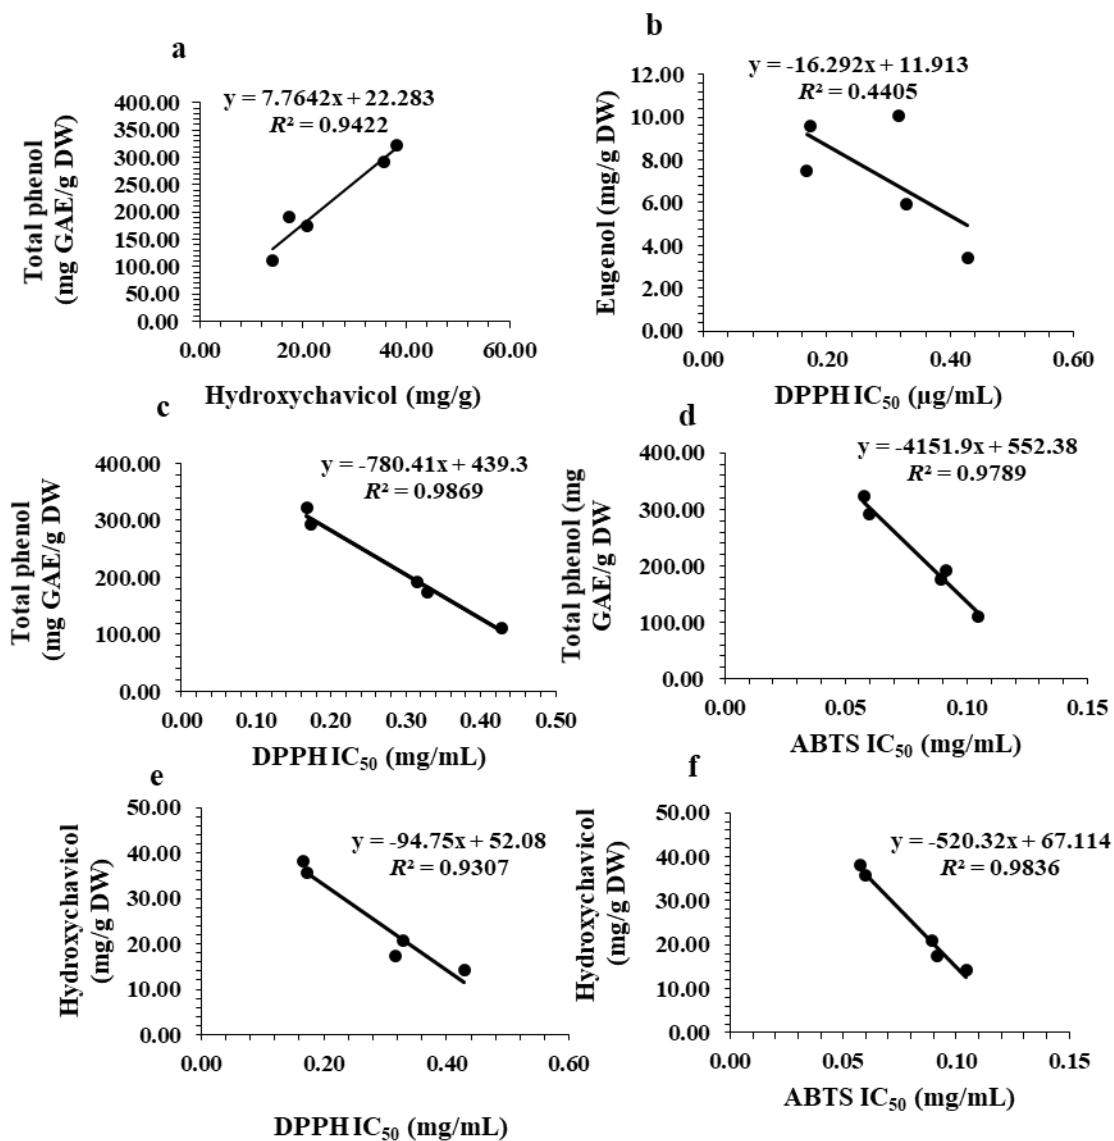 a
y = 7.7642x + 22.283
R² = 0.9422
Total phenol
(mg GAE/g DW)
400.00
350.00
300.00
250.00
200.00
150.00
100.00
50.00
0.00
0.00 20.00 40.00 60.00
Hydroxychavicol (mg/g)
b
y = -16.292x + 11.913
R² = 0.4405
Eugenol (mg/g DW)
12.00
10.00
8.00
6.00
4.00
2.00
0.00
0.00 0.20 0.40 0.60
DPPH IC₅₀ (µg/mL)
c
y = -780.41x + 439.3
R² = 0.9869
Total phenol
(mg GAE/g DW
400.00
300.00
200.00
100.00
0.00
0.00 0.10 0.20 0.30 0.40 0.50
DPPH IC₅₀ (mg/mL)
d
y = -4151.9x + 552.38
R² = 0.9789
Total phenol (mg
GAE/g DW
400.00
300.00
200.00
100.00
0.00
0.00 0.05 0.10 0.15
ABTS IC₅₀ (mg/mL)
e
y = -94.75x + 52.08
R² = 0.9307
Hydroxychavicol
(mg/g DW)
50.00
40.00
30.00
20.00
10.00
0.00
0.00 0.20 0.40 0.60
DPPH IC₅₀ (mg/mL)
f
y = -520.32x + 67.114
R² = 0.9836
Hydroxychavicol
(mg/g DW)
50.00
40.00
30.00
20.00
10.00
0.00
0.00 0.05 0.10 0.15
ABTS IC₅₀ (mg/mL)